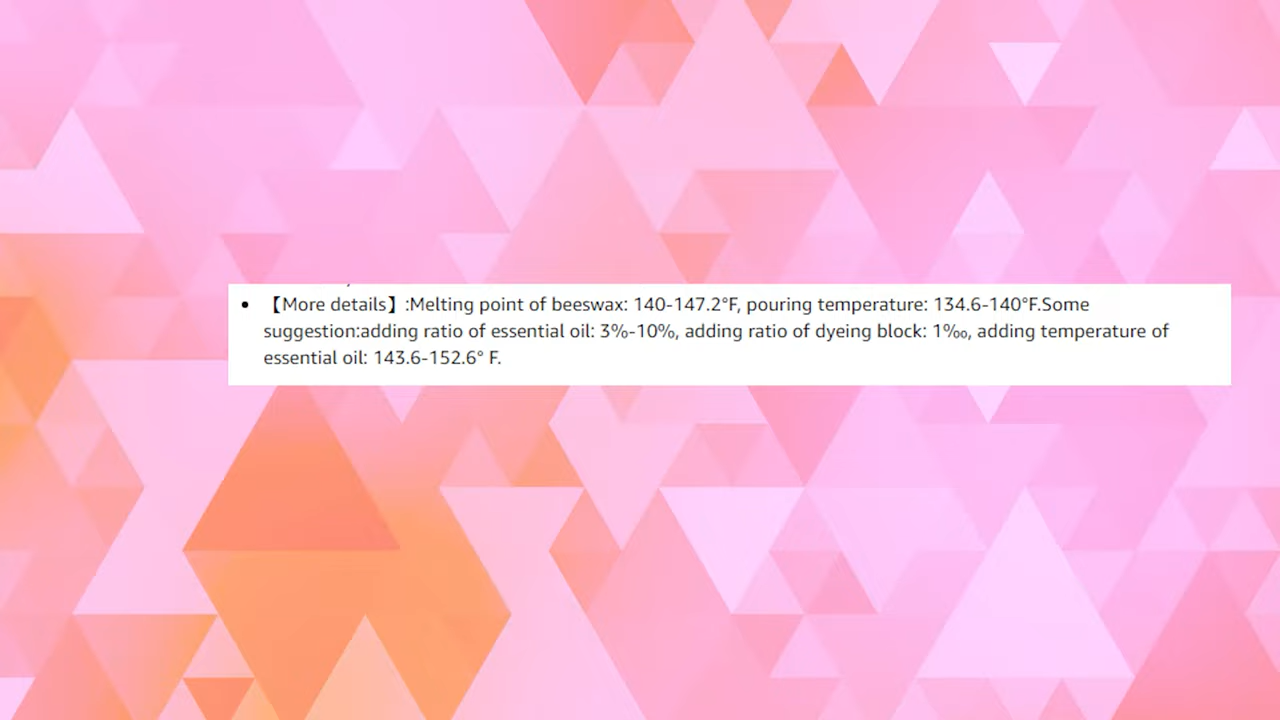 【More details】:Melting point of beeswax: 140-147.2°F, pouring temperature: 134.6-140°F.Some
suggestion:adding ratio of essential oil: 3%-10%, adding ratio of dyeing block: 1‰, adding temperature of
essential oil: 143.6-152.6° F.